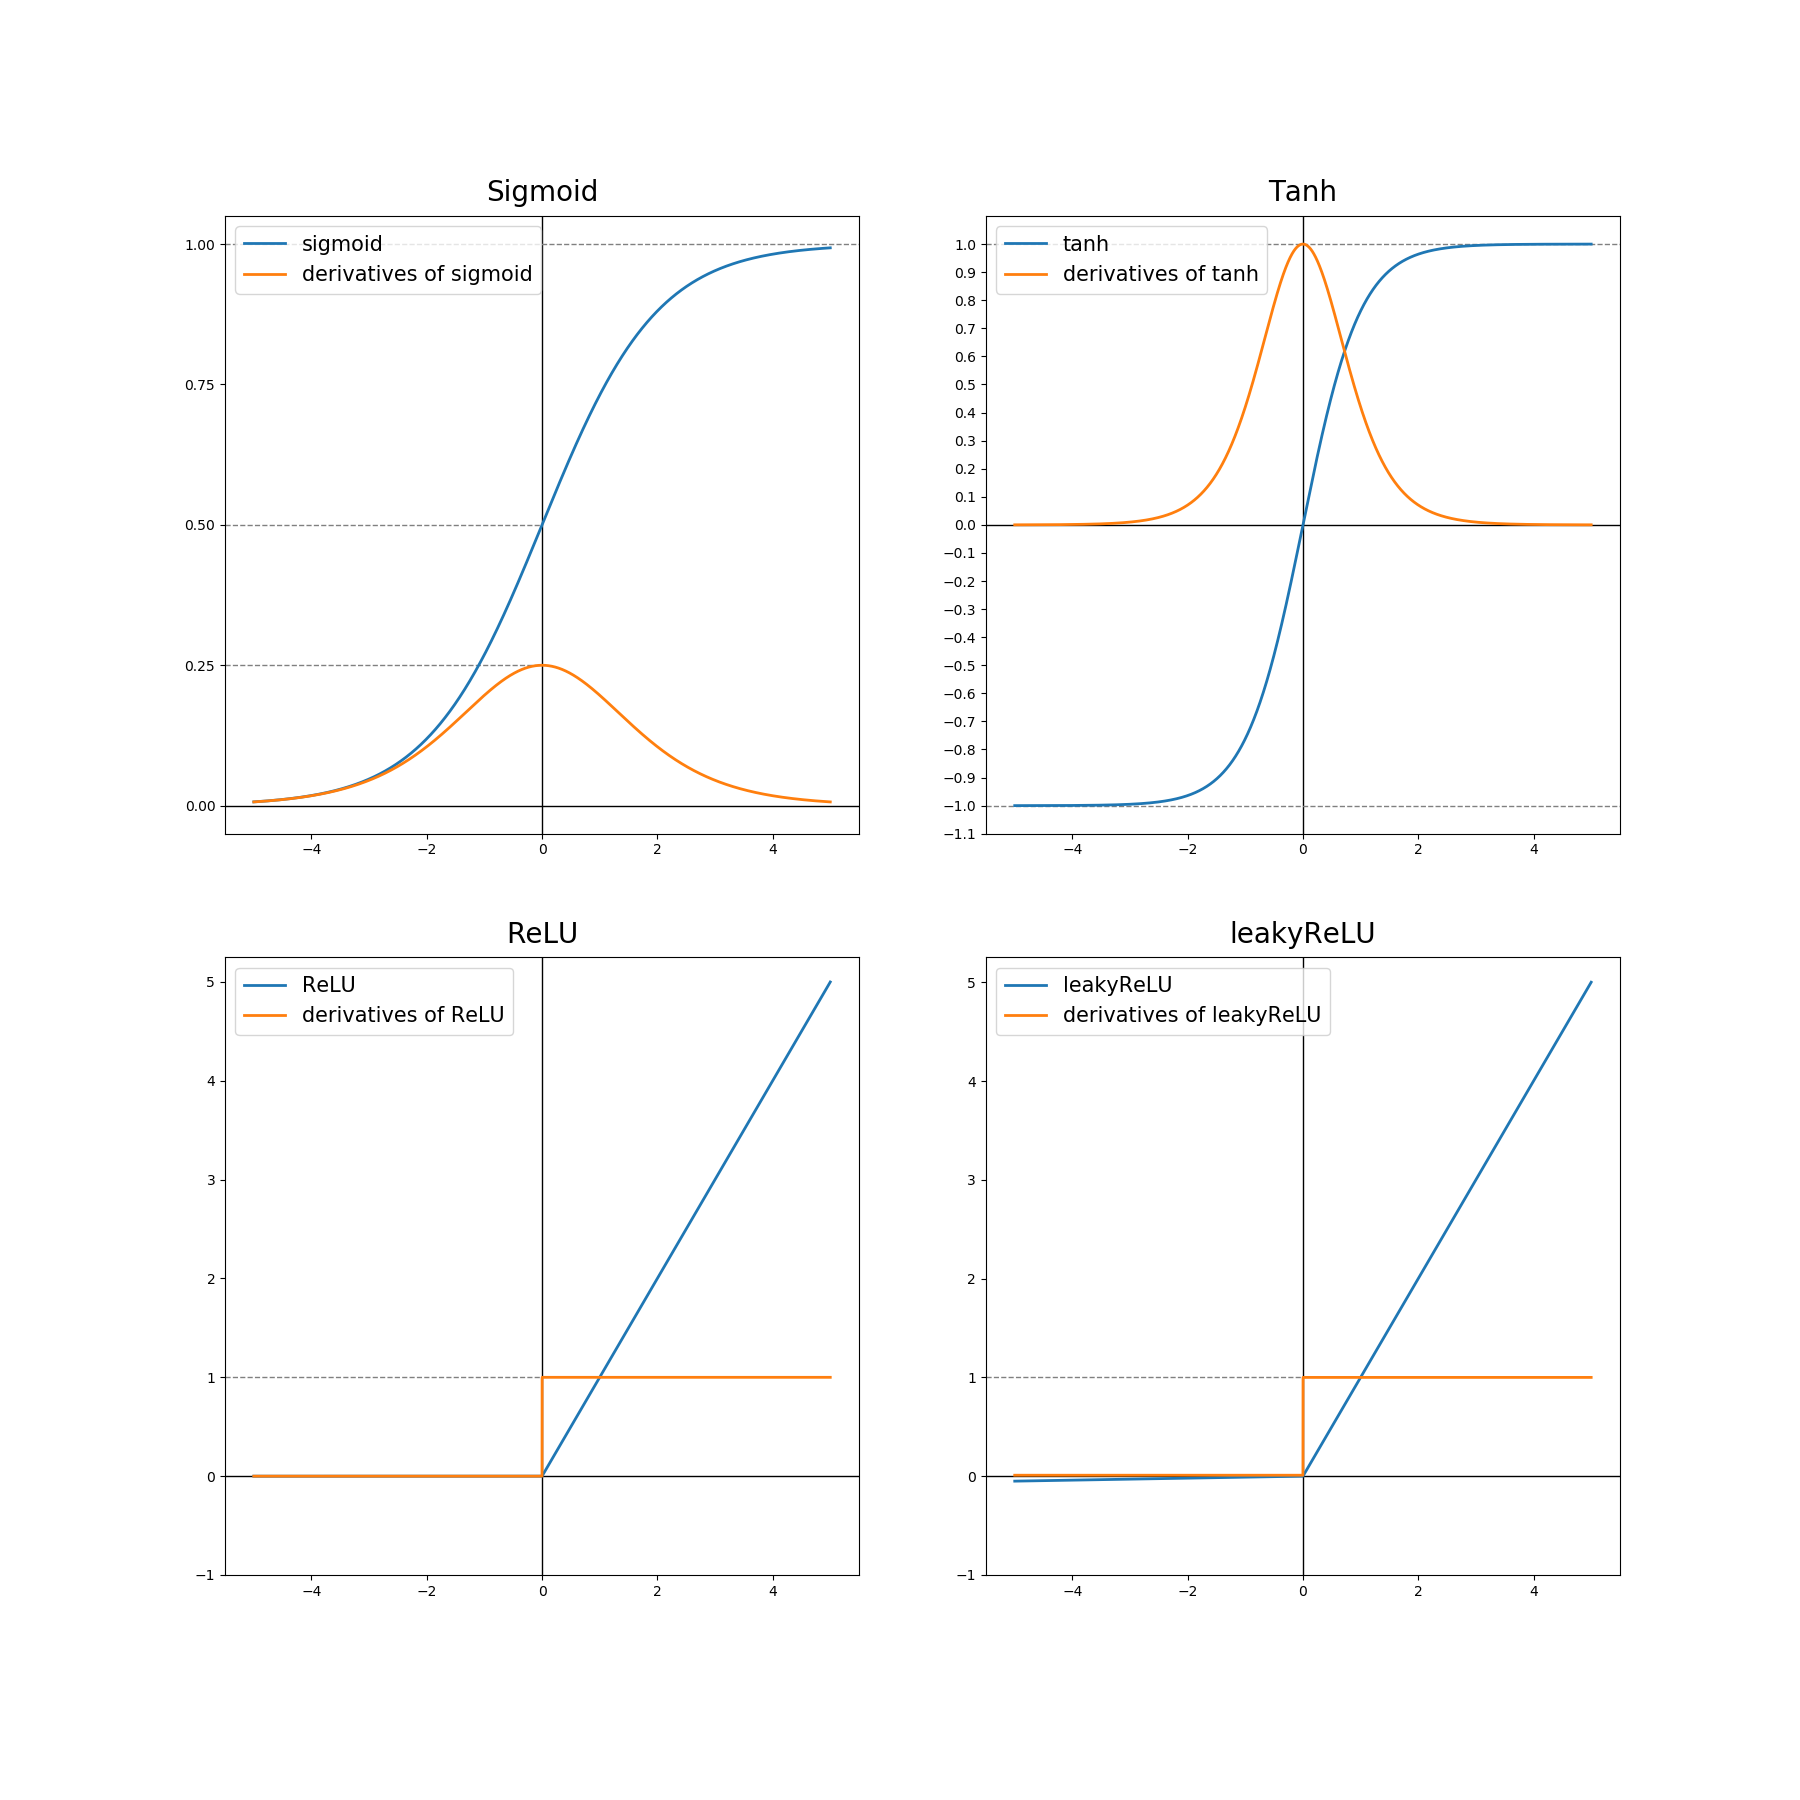 Sigmoid
sigmoid
derivatives of sigmoid
1.00
0.75
0.50
0.25
0.00
−4 −2 0 2 4
Tanh
tanh
derivatives of tanh
1.0
0.9
0.8
0.7
0.6
0.5
0.4
0.3
0.2
0.1
0.0
−0.1
−0.2
−0.3
−0.4
−0.5
−0.6
−0.7
−0.8
−0.9
−1.0
−1.1
−4 −2 0 2 4
ReLU
ReLU
derivatives of ReLU
5
4
3
2
1
0
−1
−4 −2 0 2 4
leakyReLU
leakyReLU
derivatives of leakyReLU
5
4
3
2
1
0
−1
−4 −2 0 2 4